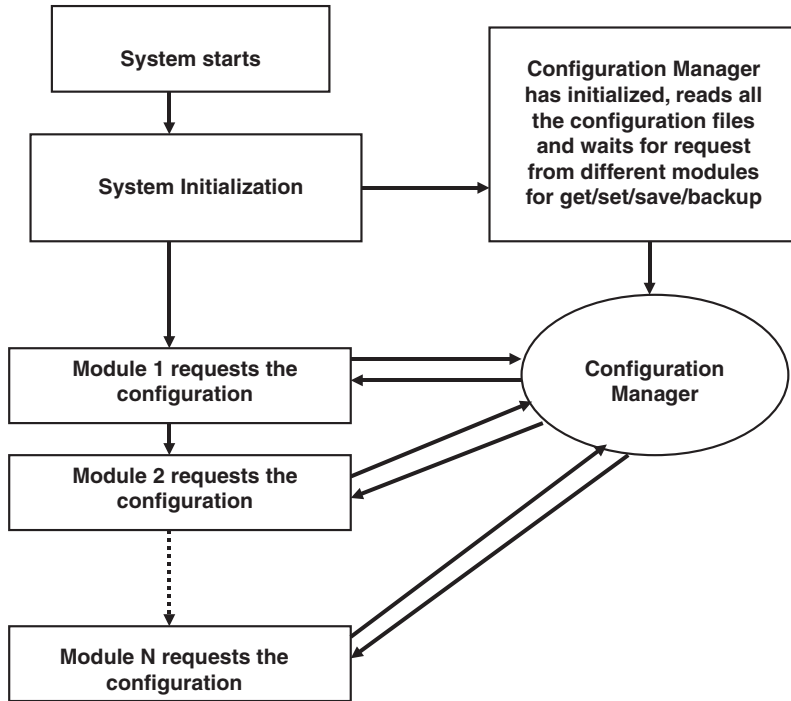 System starts
Configuration Manager
has initialized, reads all
the configuration files
and waits for request
from different modules
for get/set/save/backup
System Initialization
Module 1 requests the
configuration
Configuration
Manager
Module 2 requests the
configuration
Module N requests the
configuration